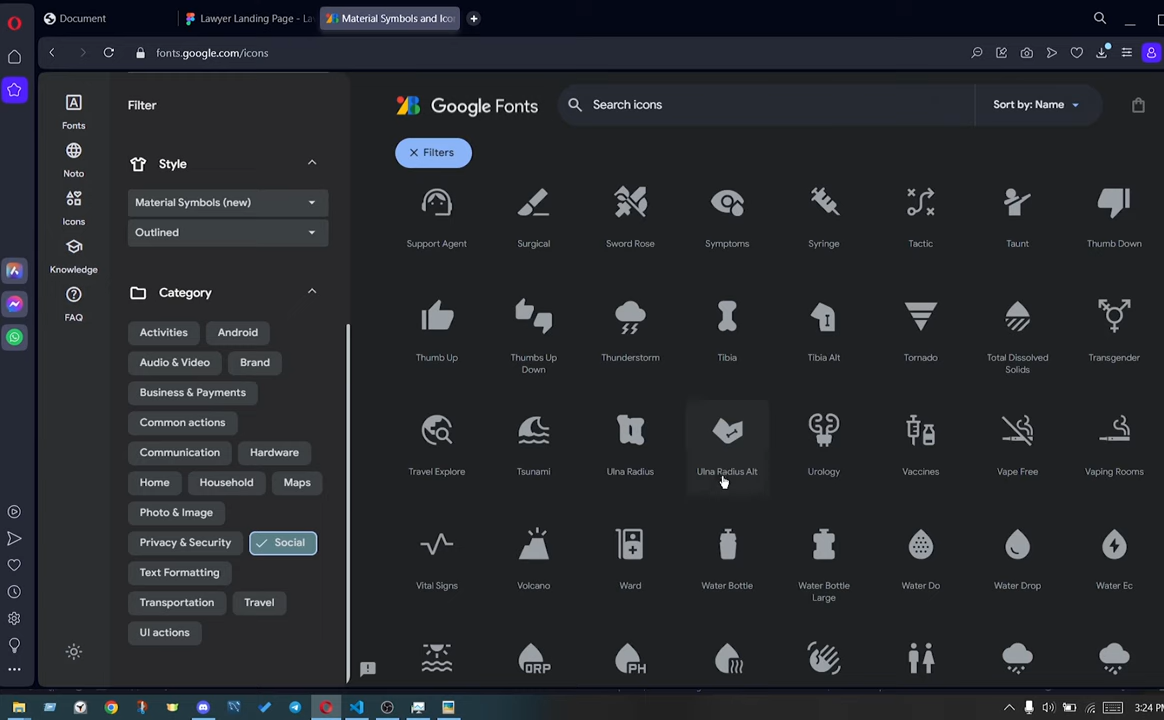 Document
Lawyer Landing Page - La
Material Symbols and Ico
fonts.google.com/icons
Fonts
Noto
Icons
Knowledge
FAQ
Filter
Style
Material Symbols (new)
Outlined
Category
Activities
Android
Audio & Video
Brand
Business & Payments
Common actions
Communication
Hardware
Home
Household
Maps
Photo & Image
Privacy & Security
Social
Text Formatting
Transportation
Travel
UI actions
Google Fonts
Search icons
Sort by: Name
Filters
Support Agent
Surgical
Sword Rose
Symptoms
Syringe
Tactic
Taunt
Thumb Down
Thumb Up
Thumbs Up
Down
Thunderstorm
Tibia
Tibia Alt
Tornado
Total Dissolved
Solids
Transgender
Travel Explore
Tsunami
Ulna Radius
Ulna Radius Alt
Urology
Vaccines
Vape Free
Vaping Rooms
Vital Signs
Volcano
Ward
Water Bottle
Water Bottle
Large
Water Do
Water Drop
Water Ec
ORP
PH
3:24 PM